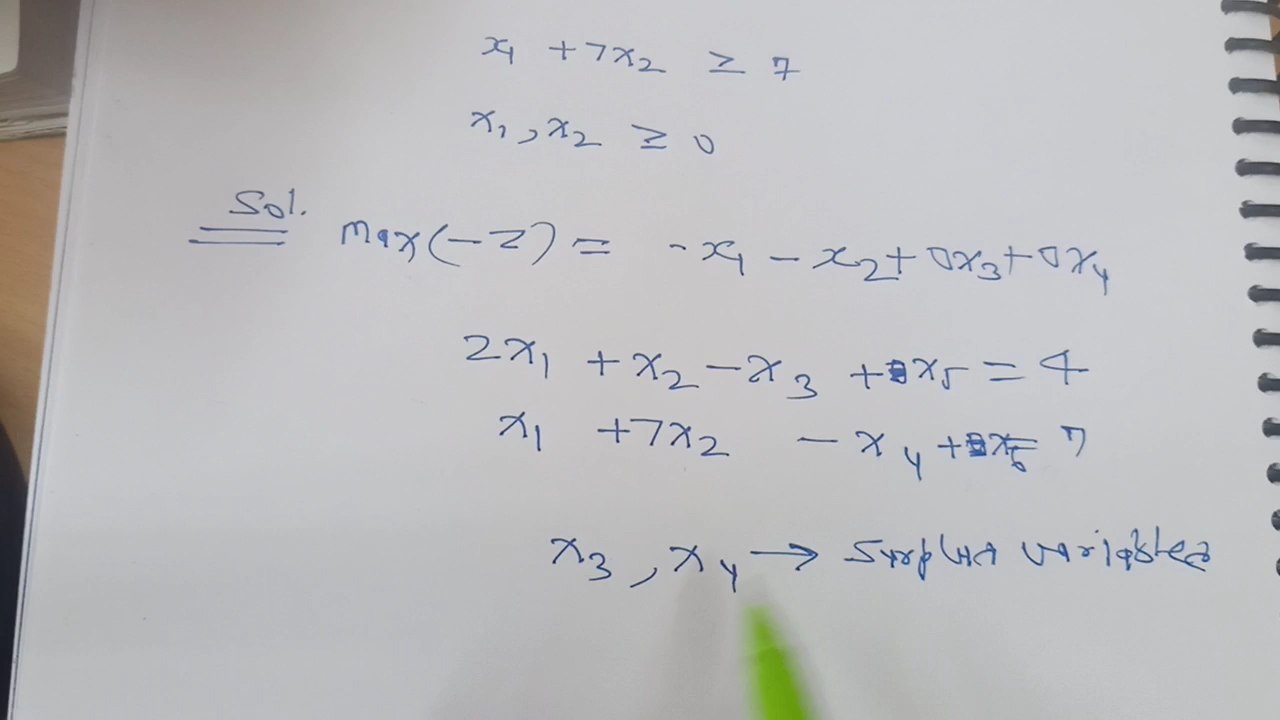 x₁ + 7x₂ ≥ 7
x₁, x₂ ≥ 0
Sol. Max(-Z) = -x₁ - x₂ + 0x₃ + 0x₄
2x₁ + x₂ - x₃ + x₅ = 4
x₁ + 7x₂ - x₄ + x₆ = 7
x₃, x₄ → Surplus variables